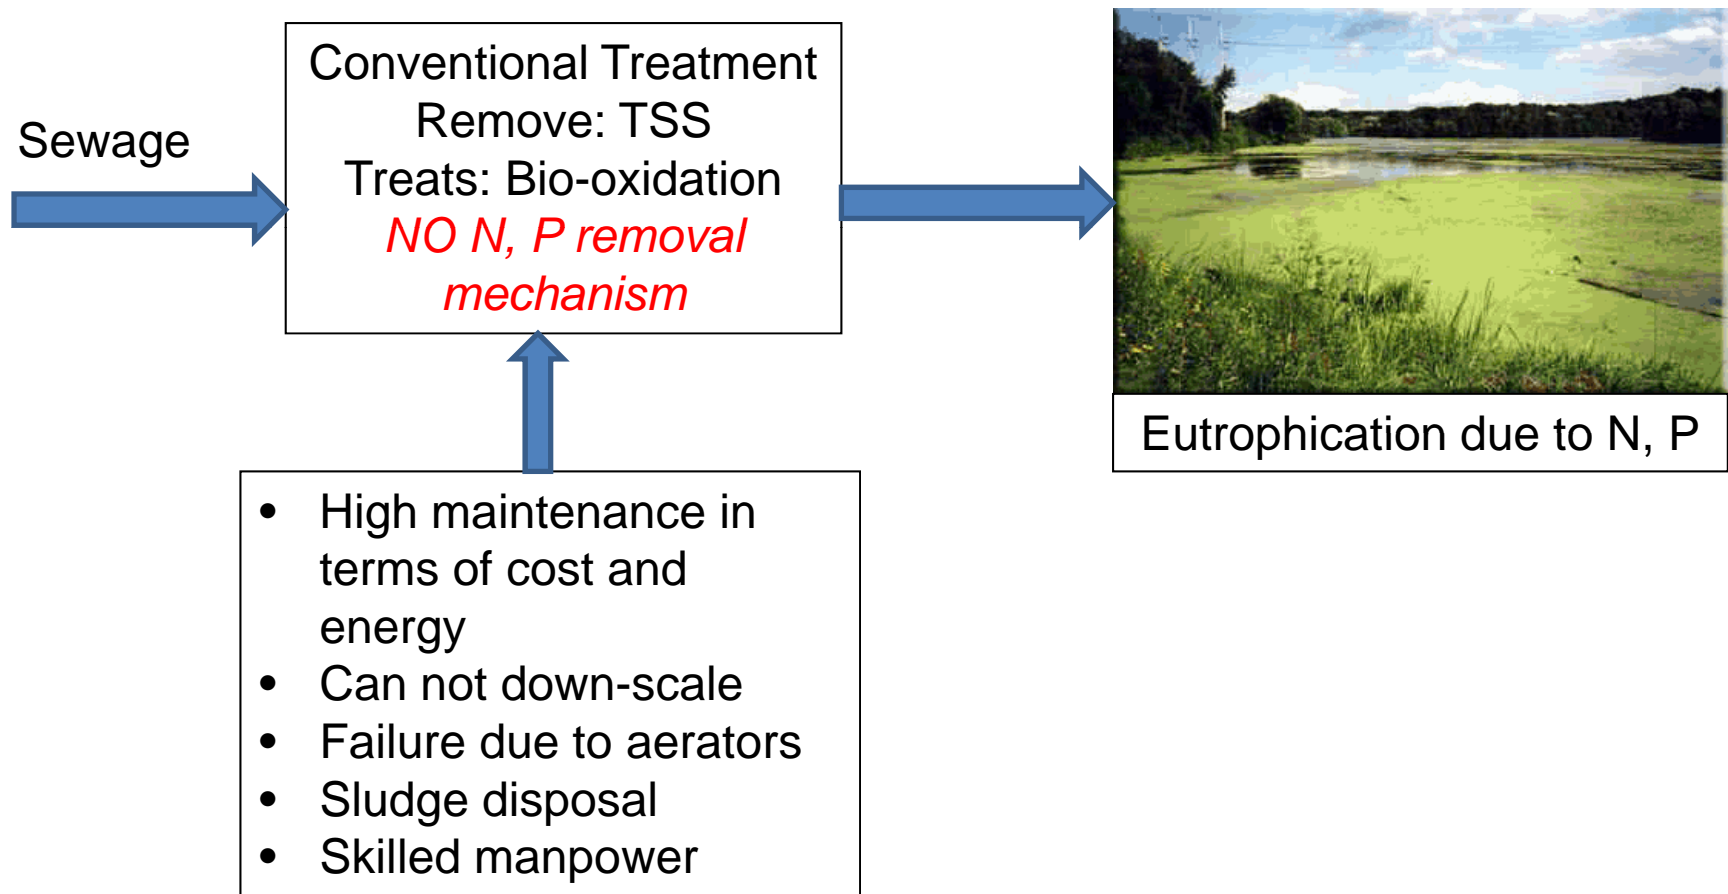 Sewage
Conventional Treatment
Remove: TSS
Treats: Bio-oxidation
NO N, P removal
mechanism
Eutrophication due to N, P
• High maintenance in
terms of cost and
energy
• Can not down-scale
• Failure due to aerators
• Sludge disposal
• Skilled manpower